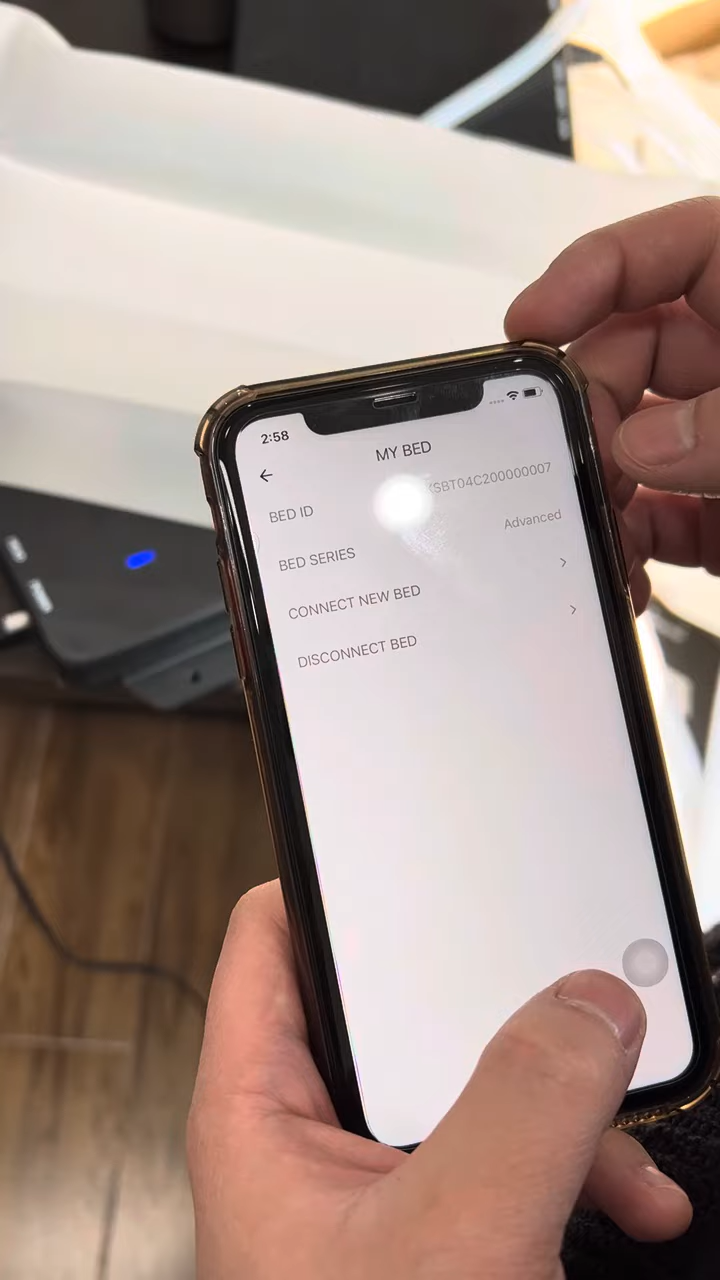 2:58
MY BED
BED ID
SBT04C200000007
BED SERIES
Advanced
CONNECT NEW BED
DISCONNECT BED